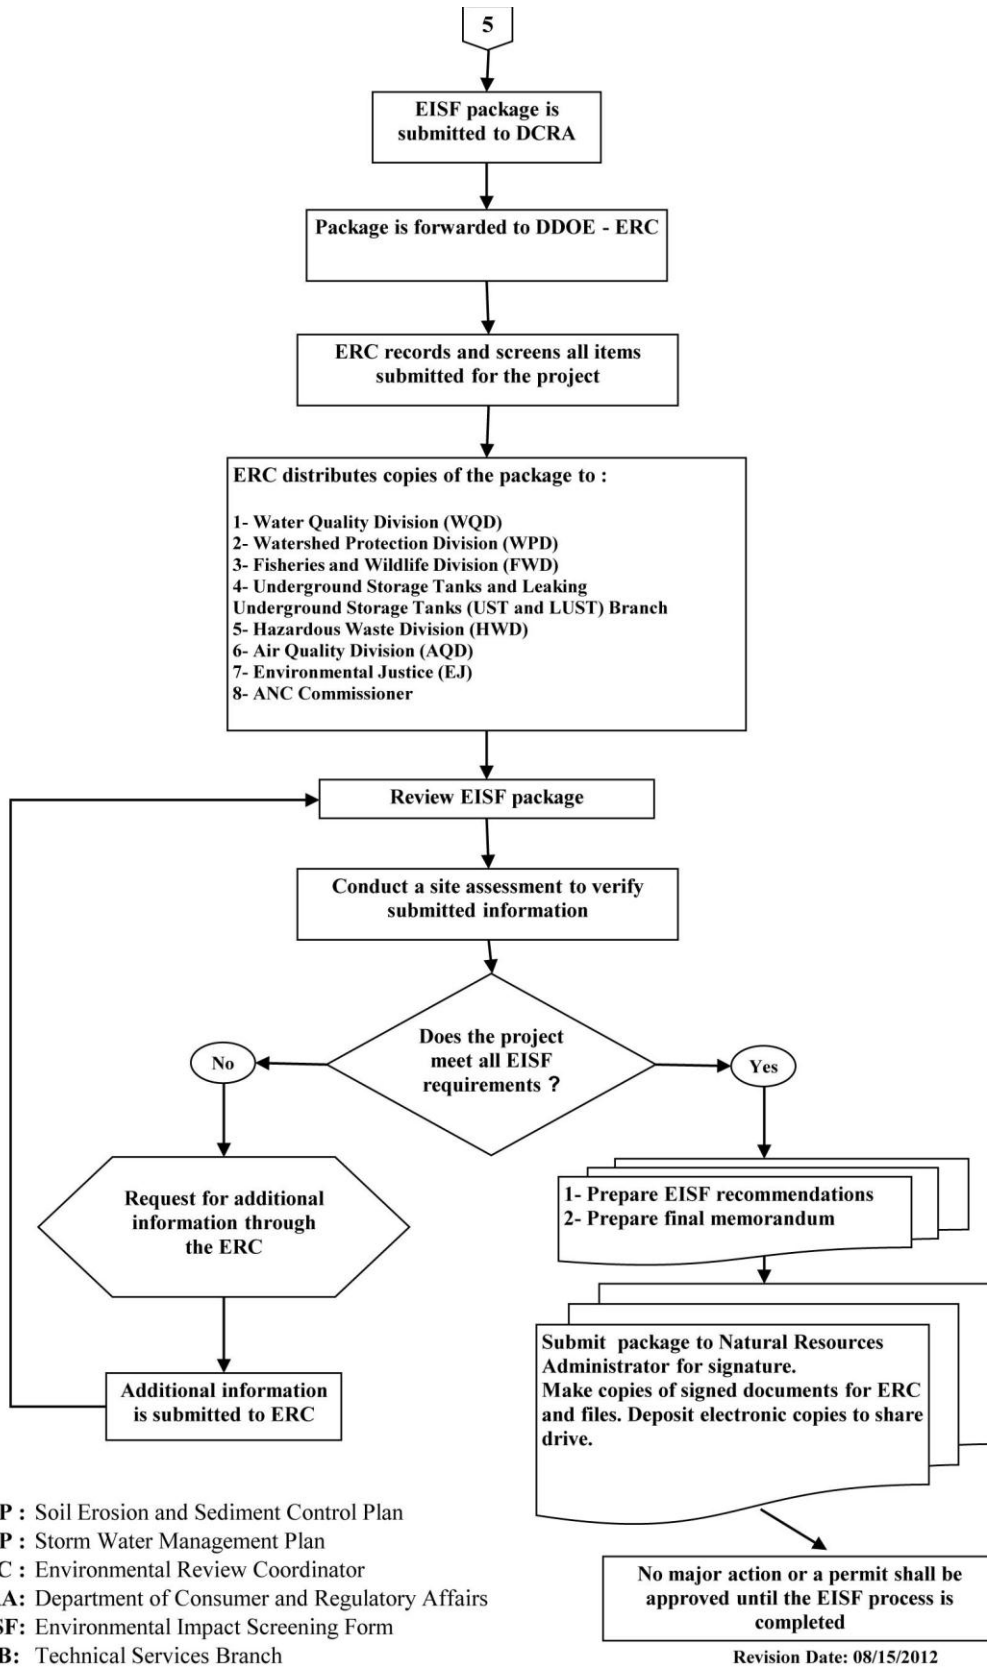 5
EISF package is
submitted to DCRA
Package is forwarded to DDOE - ERC
ERC records and screens all items
submitted for the project
ERC distributes copies of the package to :
1- Water Quality Division (WQD)
2- Watershed Protection Division (WPD)
3- Fisheries and Wildlife Division (FWD)
4- Underground Storage Tanks and Leaking
Underground Storage Tanks (UST and LUST) Branch
5- Hazardous Waste Division (HWD)
6- Air Quality Division (AQD)
7- Environmental Justice (EJ)
8- ANC Commissioner
Review EISF package
Conduct a site assessment to verify
submitted information
Does the project
meet all EISF
requirements ?
No
Yes
Request for additional
information through
the ERC
1- Prepare EISF recommendations
2- Prepare final memorandum
Additional information
is submitted to ERC
Submit package to Natural Resources
Administrator for signature.
Make copies of signed documents for ERC
and files. Deposit electronic copies to share
drive.
No major action or a permit shall be
approved until the EISF process is
completed
P : Soil Erosion and Sediment Control Plan
P : Storm Water Management Plan
C : Environmental Review Coordinator
A: Department of Consumer and Regulatory Affairs
SF: Environmental Impact Screening Form
B: Technical Services Branch
Revision Date: 08/15/2012